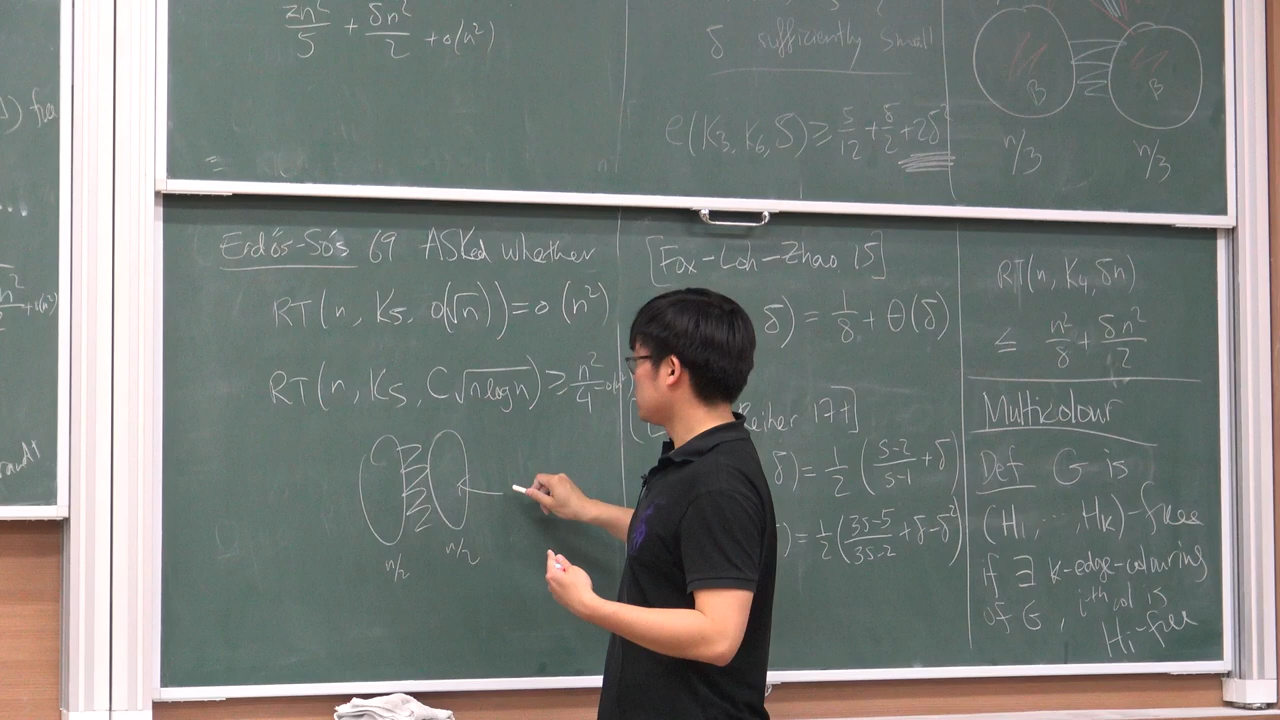 2n²/5 + δn²/2 + o(n²)
=
δ sufficiently small
ϱ(K₃, K₆, δ) ≥ 5/12 + δ/2 + 2δ²
B B
n/3 n/3
) free
Erdős-Sós 69 Asked whether
RT(n, K₅, o(√n)) = o(n²)
RT(n, K₅, C√(n log n)) ≥ n²/4
n/2 n/2
[Fox-Loh-Zhao 15]
δ) = 1/8 + Θ(δ)
Reiher 17+]
δ) = 1/2 (s-2/s-1 + δ)
) = 1/2 (3s-5/3s-2 + δ - δ²)
RT(n, K₄, δn)
≤ n²/8 + δn²/2
Multicolour
Def G is
(H₁, ..., Hₖ)-free
if ∃ k-edge-colouring
of G, iᵗʰ col is
Hᵢ-free